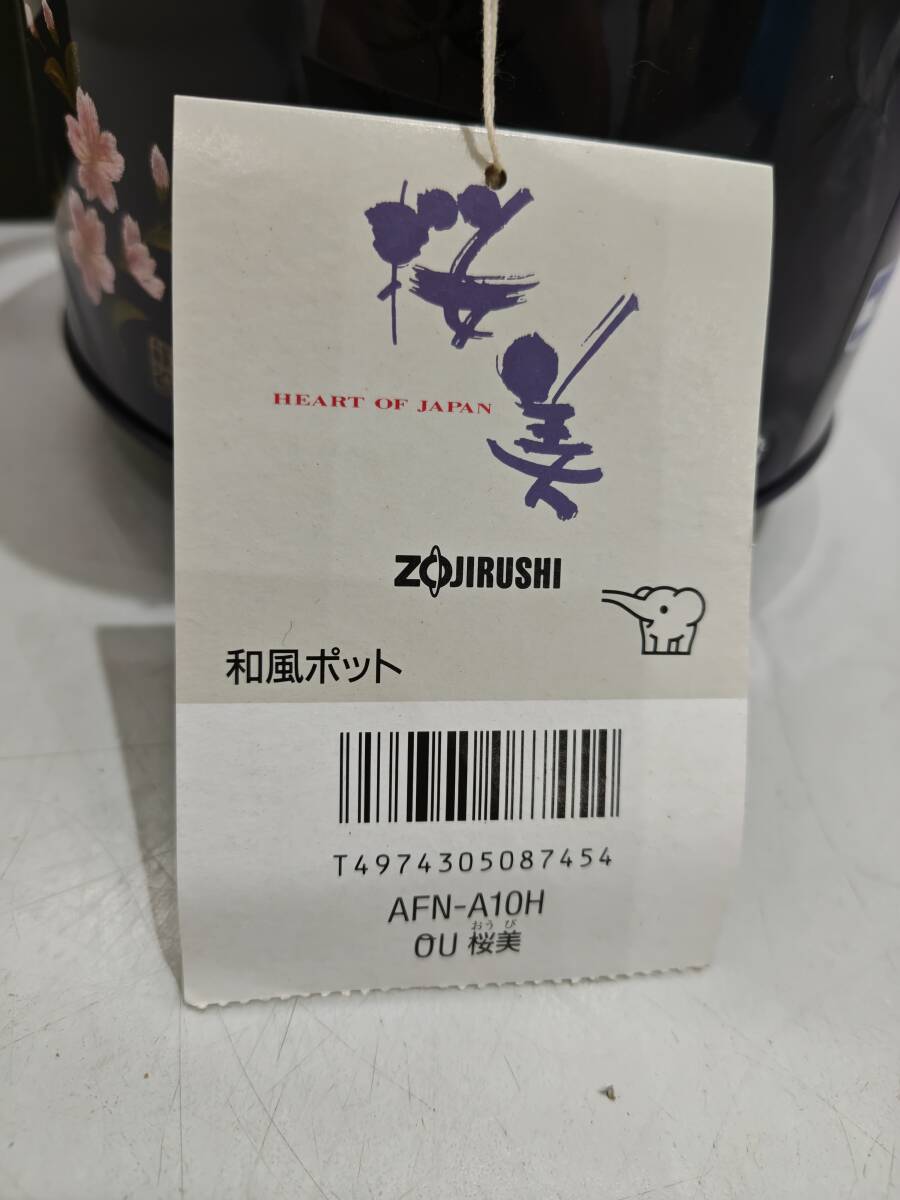 桜美
HEART OF JAPAN
ZOJIRUSHI
和風ポット
T4974305087454
AFN-A10H
おうび
OU 桜美